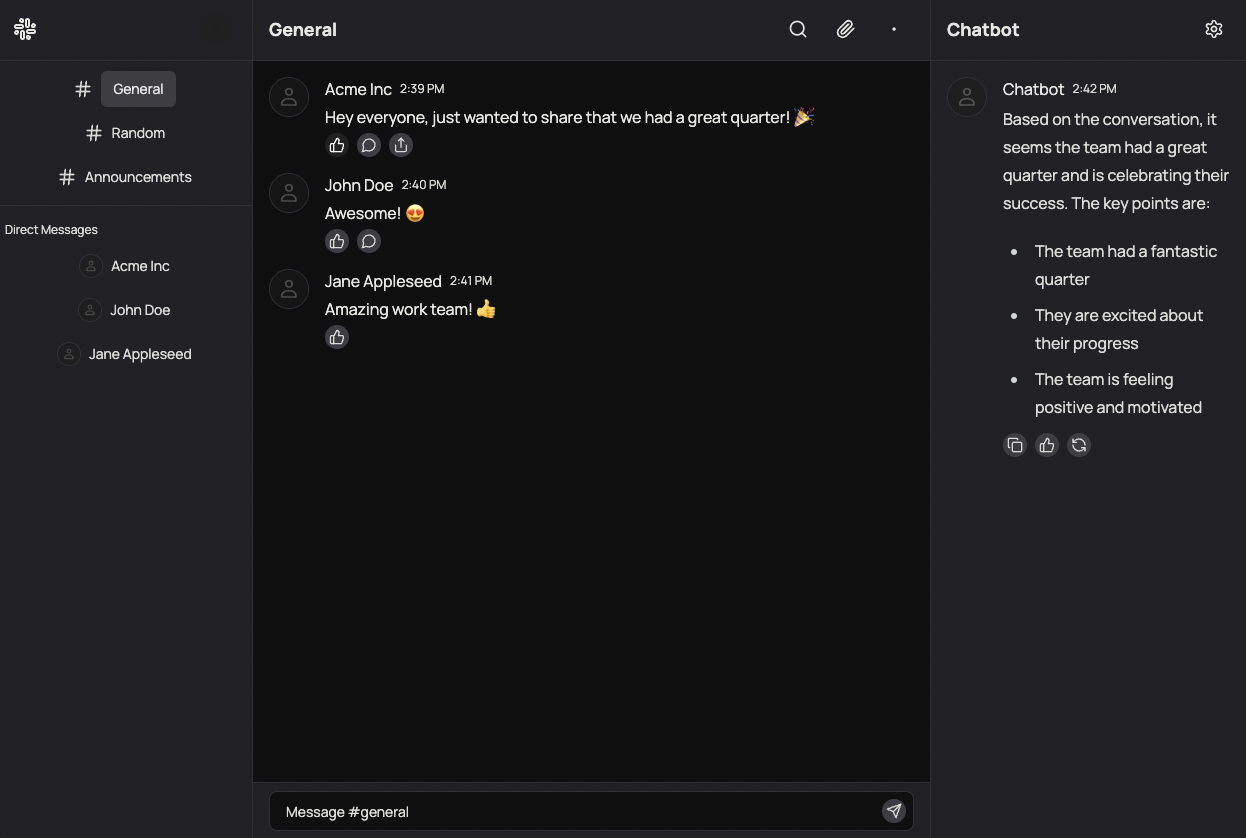 General
Random
Announcements
Direct Messages
Acme Inc
John Doe
Jane Appleseed
General
Acme Inc 2:39 PM
Hey everyone, just wanted to share that we had a great quarter! 🎉
John Doe 2:40 PM
Awesome! 😍
Jane Appleseed 2:41 PM
Amazing work team! 👍
Message #general
Chatbot
Chatbot 2:42 PM
Based on the conversation, it
seems the team had a great
quarter and is celebrating their
success. The key points are:
• The team had a fantastic
quarter
• They are excited about
their progress
• The team is feeling
positive and motivated